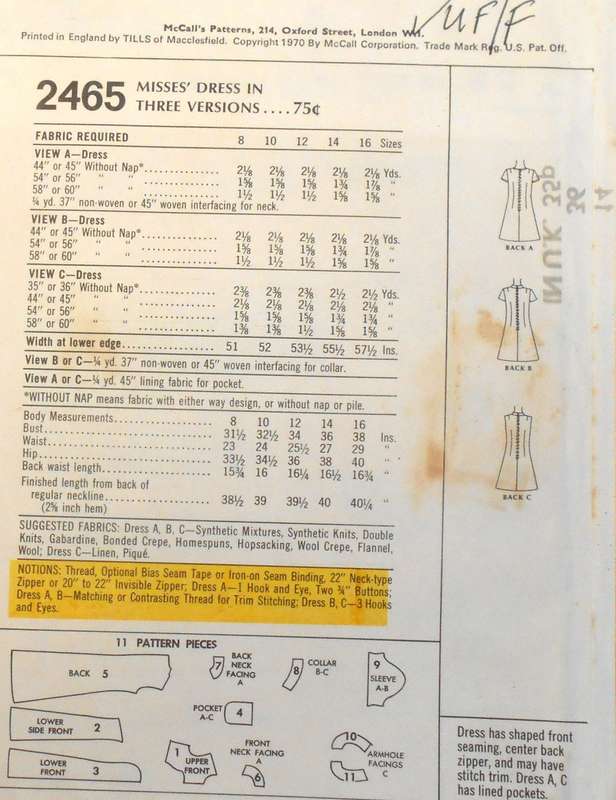 UF/F
McCall's Patterns, 214, Oxford Street, London W1.
Printed in England by TILLS of Macclesfield. Copyright 1970 By McCall Corporation. Trade Mark Reg. U.S. Pat. Off.
2465 MISSES' DRESS IN
THREE VERSIONS....75¢
FABRIC REQUIRED 8 10 12 14 16 Sizes
VIEW A—Dress
44" or 45" Without Nap*............... 2⅛ 2⅛ 2⅛ 2⅛ 2⅛ Yds.
54" or 56" " "............... 1⅝ 1⅝ 1⅝ 1¾ 1⅞ "
58" or 60" " "............... 1½ 1½ 1⅝ 1⅝ 1⅝ "
¼ yd. 37" non-woven or 45" woven interfacing for neck.
VIEW B—Dress
44" or 45" Without Nap*............... 2⅛ 2⅛ 2⅛ 2⅛ 2⅛ Yds.
54" or 56" " "............... 1⅝ 1⅝ 1⅝ 1¾ 1¾ "
58" or 60" " "............... 1½ 1½ 1½ 1⅝ 1⅝ "
VIEW C—Dress
35" or 36" Without Nap*............... 2⅜ 2⅜ 2⅜ 2½ 2½ Yds.
44" or 45" " "............... 2⅛ 2⅛ 2⅛ 2⅛ 2⅛ "
54" or 56" " "............... 1⅝ 1⅝ 1⅝ 1¾ 1¾ "
58" or 60" " "............... 1⅜ 1⅜ 1½ 1⅝ 1⅝ "
Width at lower edge................. 51 52 53½ 55½ 57½ Ins.
View B or C—¼ yd. 37" non-woven or 45" woven interfacing for collar.
View A or C—¼ yd. 45" lining fabric for pocket.
*WITHOUT NAP means fabric with either way design, or without nap or pile.
Body Measurements................. 8 10 12 14 16
Bust................. 31½ 32½ 34 36 38 Ins.
Waist................. 23 24 25½ 27 29 "
Hip................. 33½ 34½ 36 38 40 "
Back waist length................. 15¾ 16 16¼ 16½ 16¾ "
Finished length from back of
regular neckline................. 38½ 39 39½ 40 40¼ "
(2⅝ inch hem)
SUGGESTED FABRICS: Dress A, B, C—Synthetic Mixtures, Synthetic Knits, Double
Knits, Gabardine, Bonded Crepe, Homespuns, Hopsacking, Wool Crepe, Flannel,
Wool; Dress C—Linen, Piqué.
NOTIONS: Thread, Optional Bias Seam Tape or Iron-on Seam Binding, 22" Neck-type
Zipper or 20" to 22" Invisible Zipper; Dress A—1 Hook and Eye, Two ¾" Buttons;
Dress A, B—Matching or Contrasting Thread for Trim Stitching; Dress B, C—3 Hooks
and Eyes.
11 PATTERN PIECES
BACK 5
7 BACK
NECK
FACING
A
8 COLLAR
B-C
9
SLEEVE
A-B
LOWER
SIDE FRONT 2
POCKET
A-C 4
LOWER
FRONT 3
1
UPPER
FRONT
FRONT
NECK FACING
A
6
10
ARMHOLE
FACINGS
C
11
BACK A
BACK B
BACK C
IN U.K. 35p
36
14
Dress has shaped front
seaming, center back
zipper, and may have
stitch trim. Dress A, C
has lined pockets.